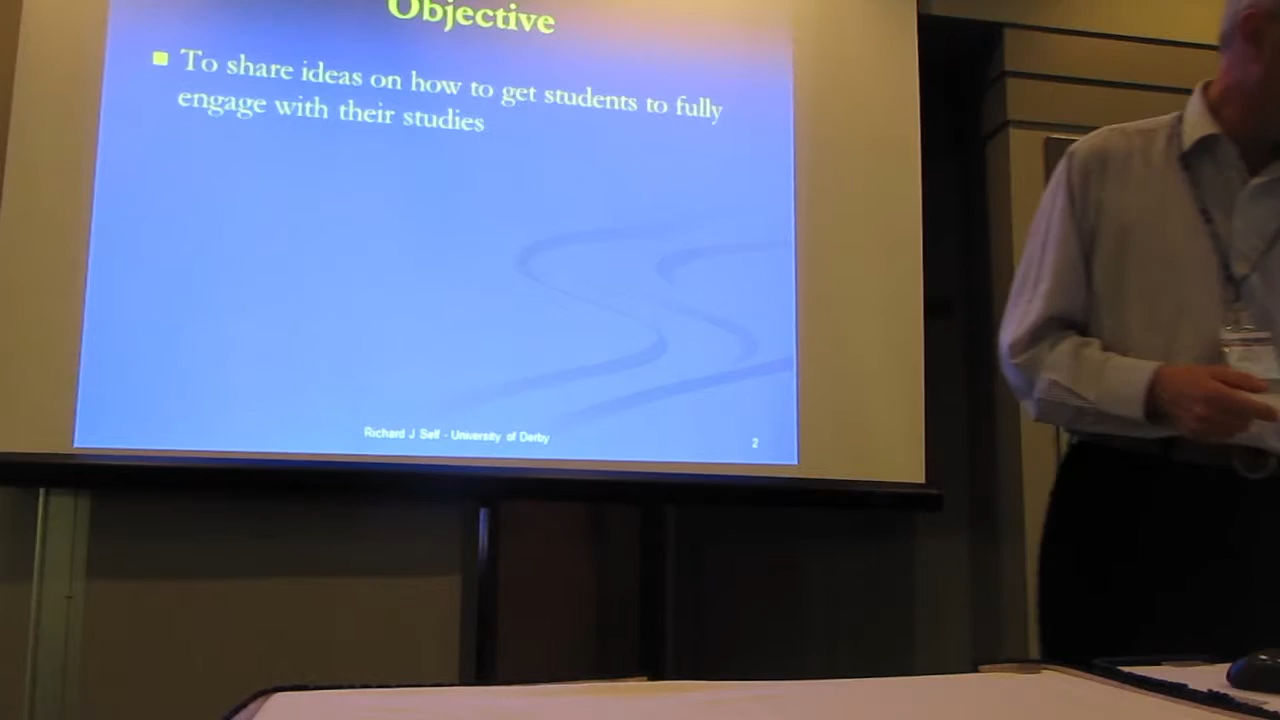 Objective
To share ideas on how to get students to fully
engage with their studies
Richard J Self - University of Derby
2